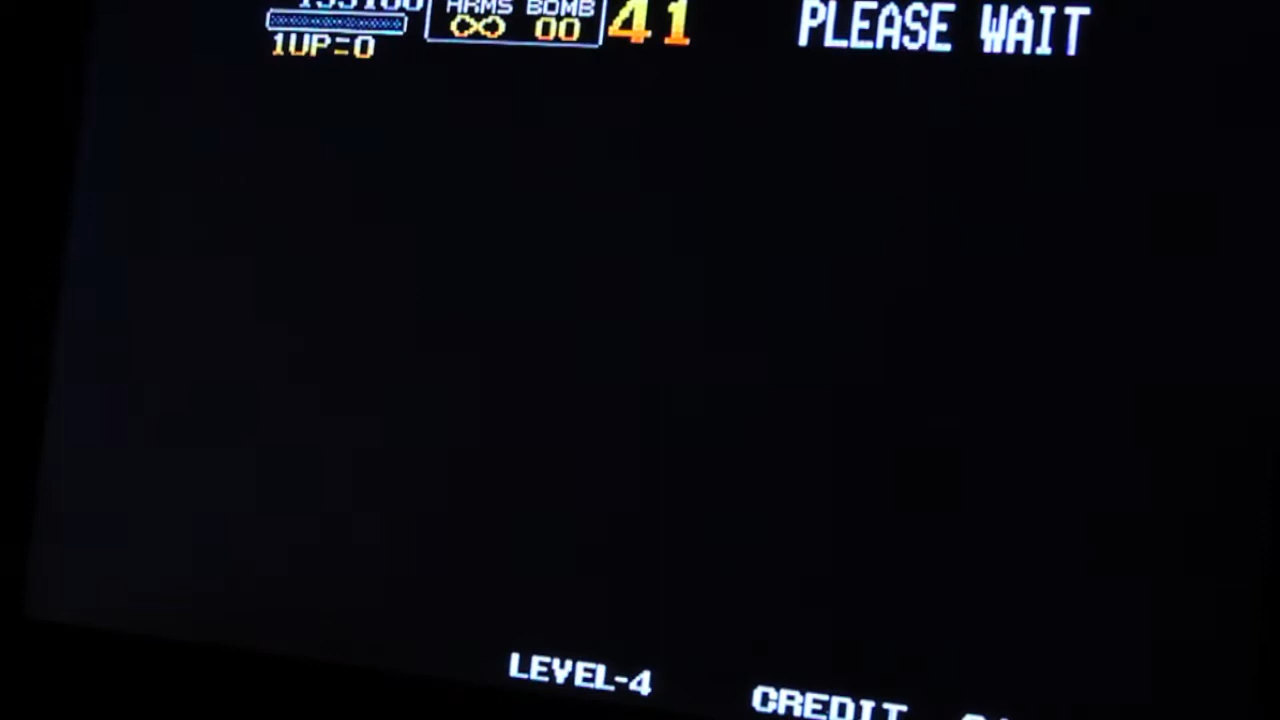 ARMS BOMB
∞ 00
41
PLEASE WAIT
1UP=0
LEVEL-4
CREDIT